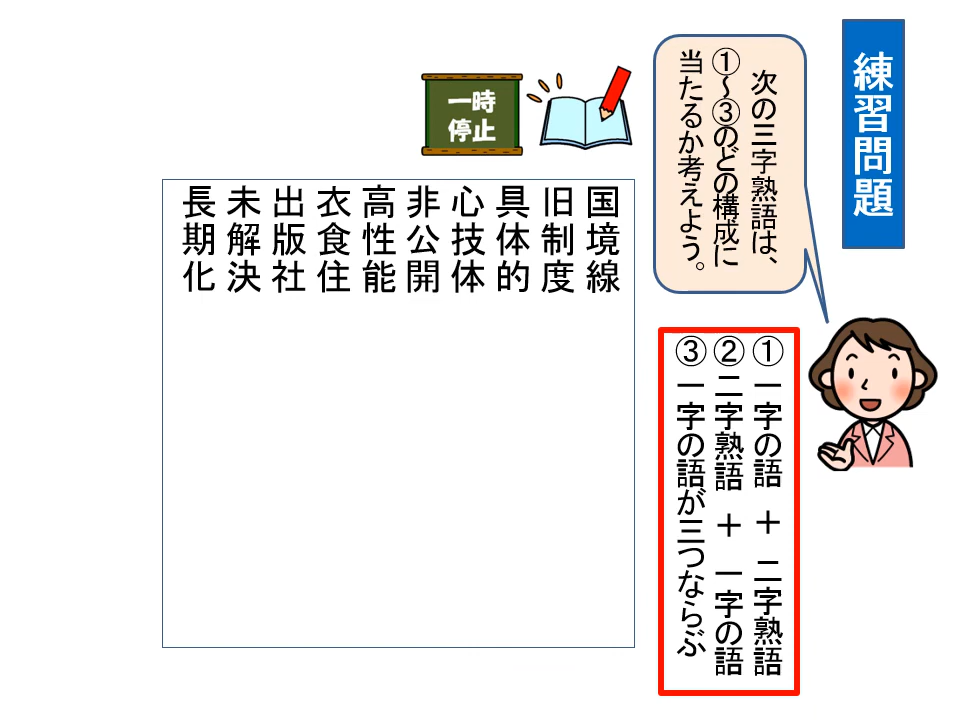 練習問題
次の三字熟語は、
①～③のどの構成に
当たるか考えよう。
①一字の語 ＋ 二字熟語
②二字熟語 ＋ 一字の語
③一字の語が三つならぶ
一時
停止
国境線
旧制度
具体的
心技体
非公開
高性能
衣食住
出版社
未解決
長期化